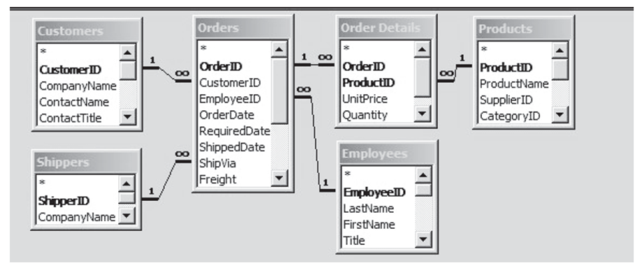 Customers
*
CustomerID
CompanyName
ContactName
ContactTitle
Shippers
*
ShipperID
CompanyName
Orders
*
OrderID
CustomerID
EmployeeID
OrderDate
RequiredDate
ShippedDate
ShipVia
Freight
Order Details
*
OrderID
ProductID
UnitPrice
Quantity
Employees
*
EmployeeID
LastName
FirstName
Title
Products
*
ProductID
ProductName
SupplierID
CategoryID
1 ∞
1 ∞
1 ∞
∞ 1
∞ 1